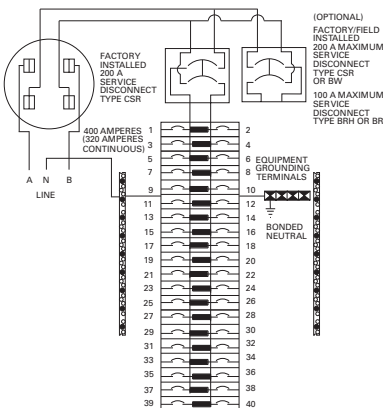 (OPTIONAL)
FACTORY/FIELD
INSTALLED
200 A MAXIMUM
SERVICE
DISCONNECT
TYPE CSR
OR BW
100 A MAXIMUM
SERVICE
DISCONNECT
TYPE BRH OR BR
FACTORY
INSTALLED
200 A
SERVICE
DISCONNECT
TYPE CSR
400 AMPERES
(320 AMPERES
CONTINUOUS)
A N B
LINE
1 2
3 4
5 6
7 8
9 10
11 12
13 14
15 16
17 18
19 20
21 22
23 24
25 26
27 28
29 30
31 32
33 34
35 36
37 38
39 40
EQUIPMENT
GROUNDING
TERMINALS
BONDED
NEUTRAL